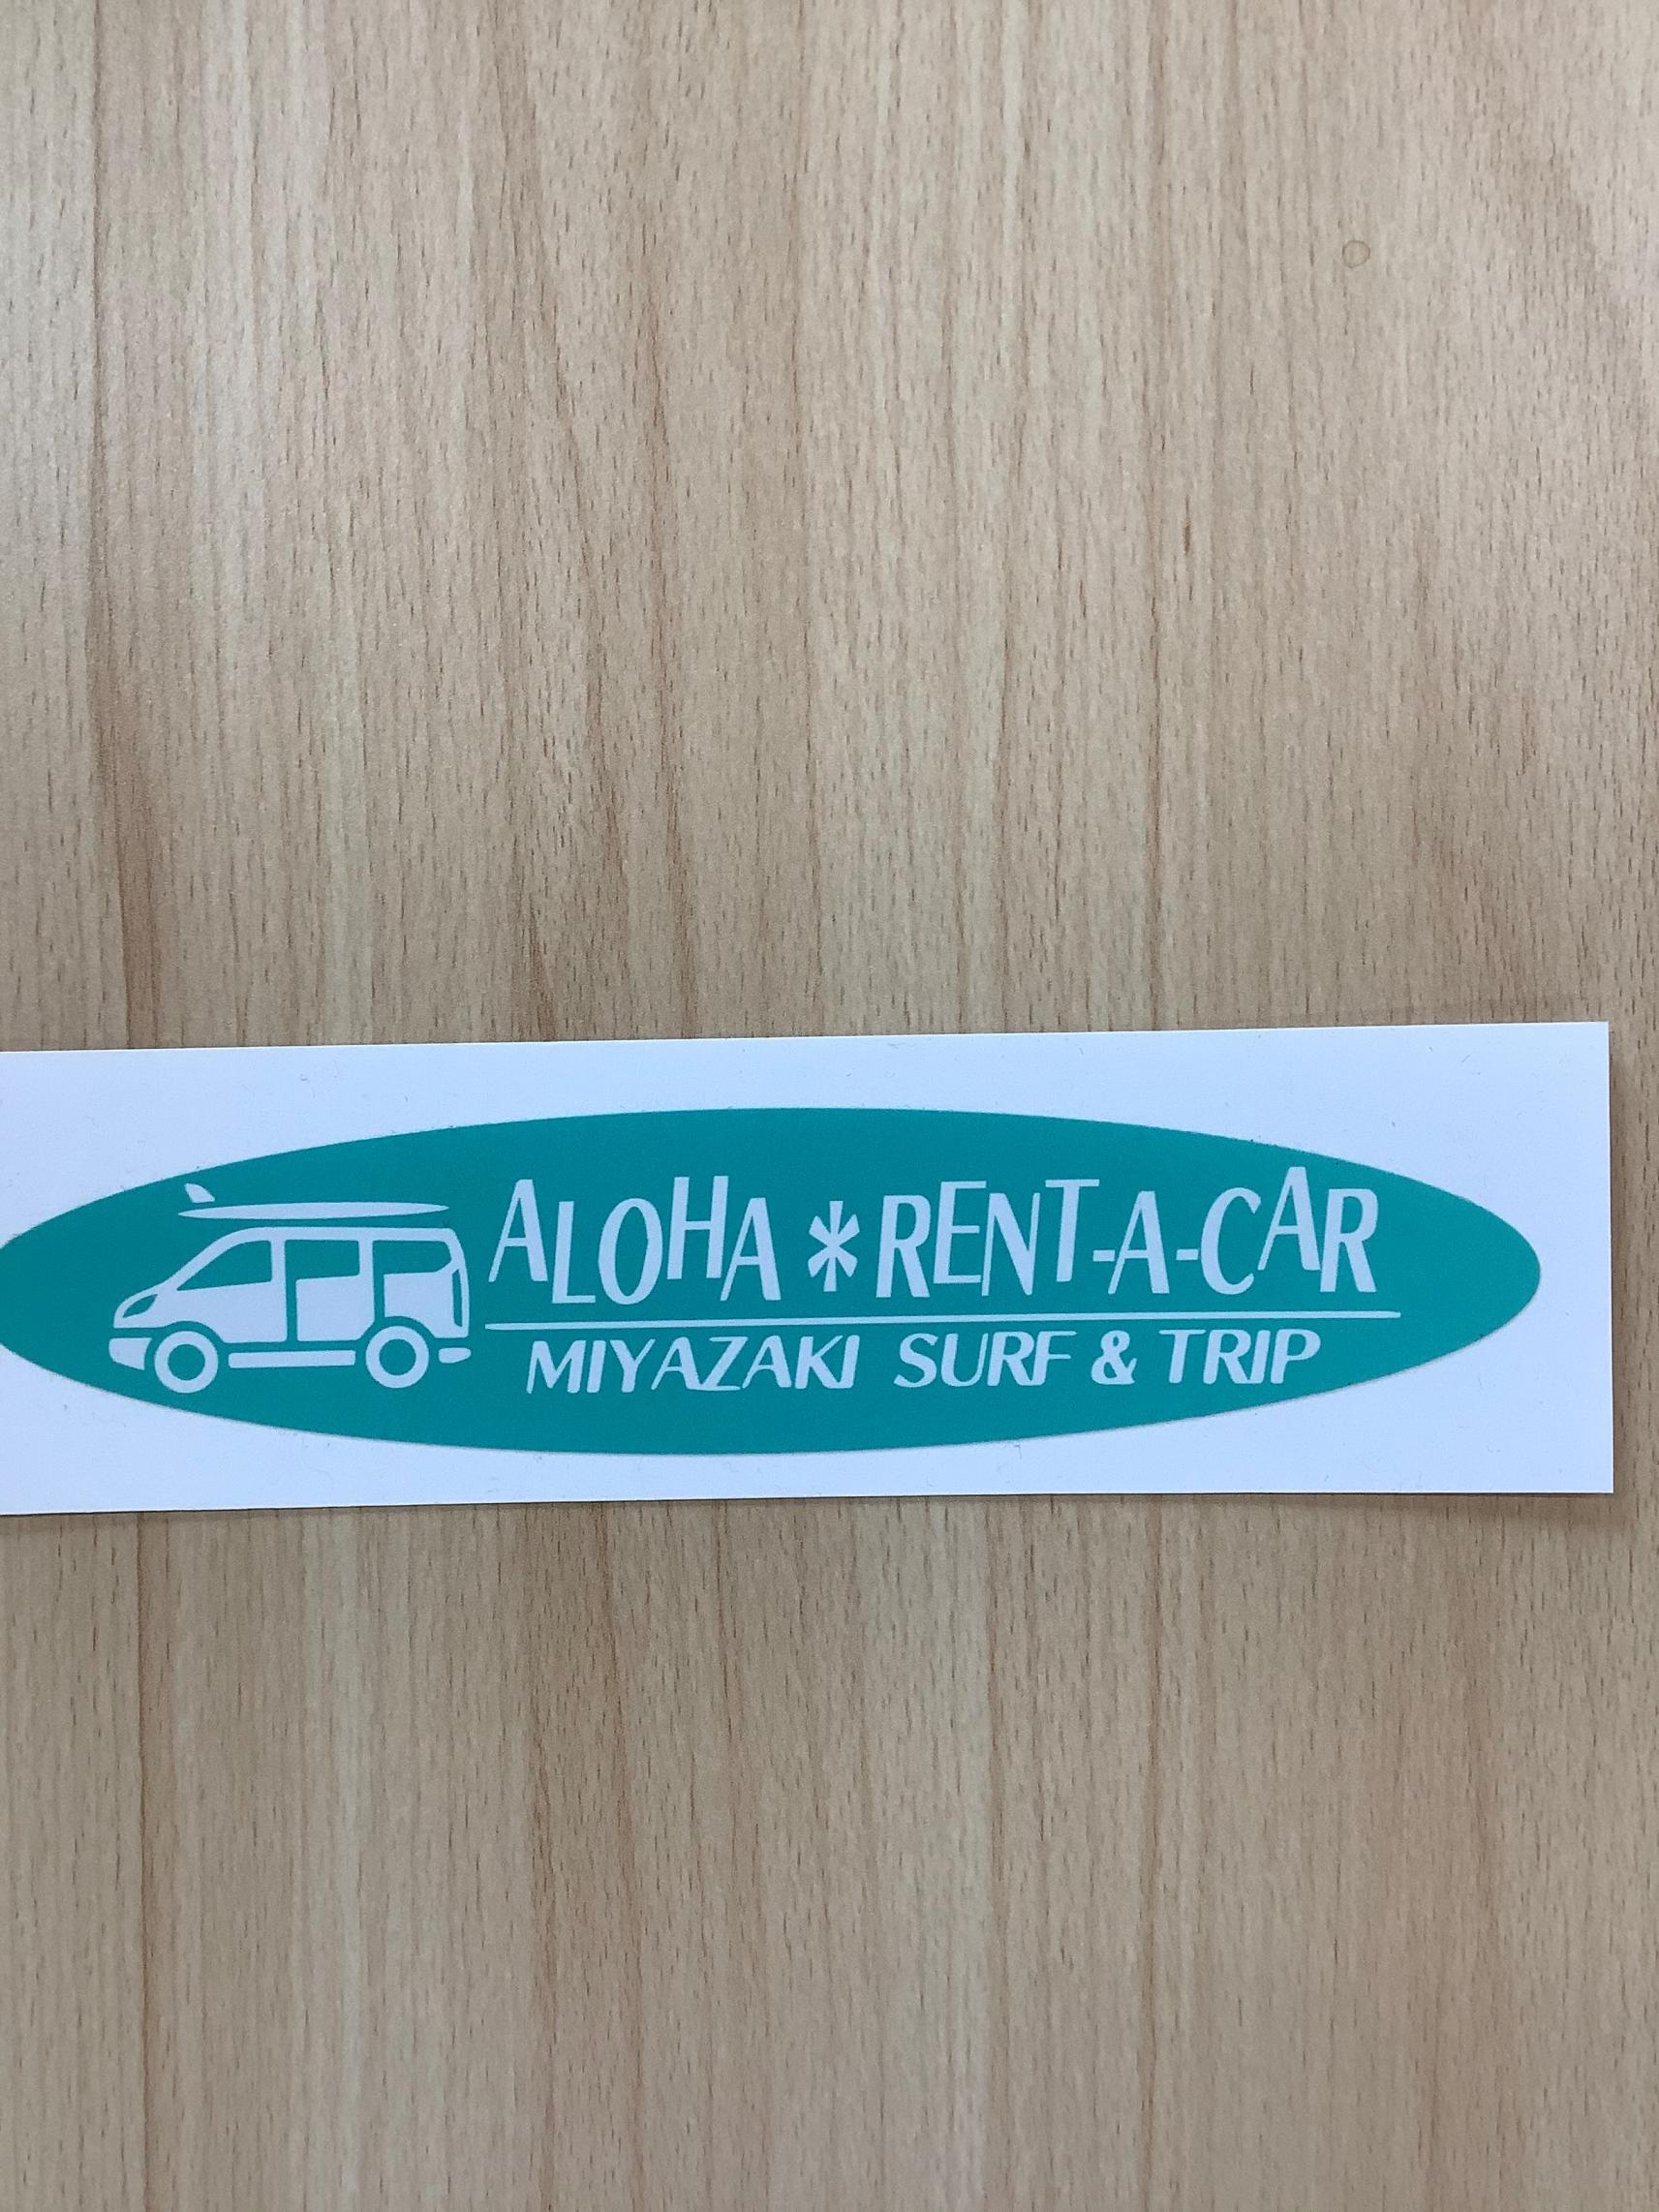 ALOHA * RENT-A-CAR
MIYAZAKI SURF & TRIP